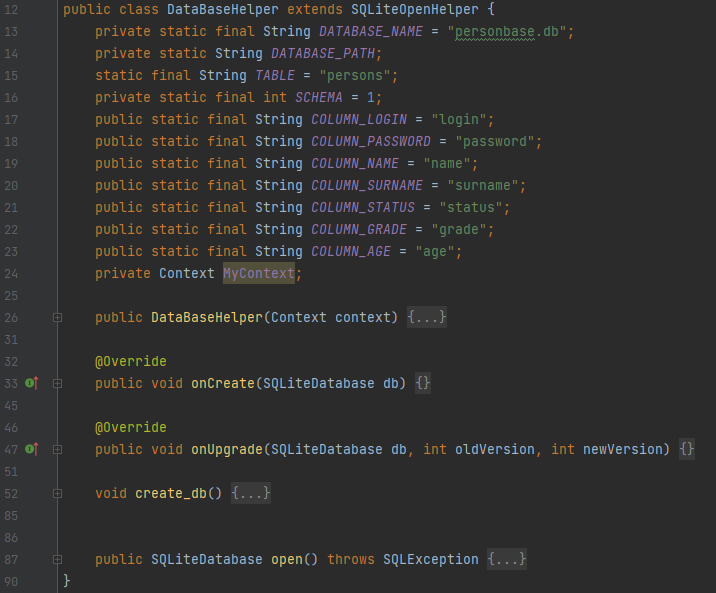 12 public class DataBaseHelper extends SQLiteOpenHelper {
13 private static final String DATABASE_NAME = "personbase.db";
14 private static String DATABASE_PATH;
15 static final String TABLE = "persons";
16 private static final int SCHEMA = 1;
17 public static final String COLUMN_LOGIN = "login";
18 public static final String COLUMN_PASSWORD = "password";
19 public static final String COLUMN_NAME = "name";
20 public static final String COLUMN_SURNAME = "surname";
21 public static final String COLUMN_STATUS = "status";
22 public static final String COLUMN_GRADE = "grade";
23 public static final String COLUMN_AGE = "age";
24 private Context MyContext;
25
26 public DataBaseHelper(Context context) {...}
31
32 @Override
33 public void onCreate(SQLiteDatabase db) {}
45
46 @Override
47 public void onUpgrade(SQLiteDatabase db, int oldVersion, int newVersion) {}
51
52 void create_db() {...}
85
86
87 public SQLiteDatabase open() throws SQLException {...}
90 }